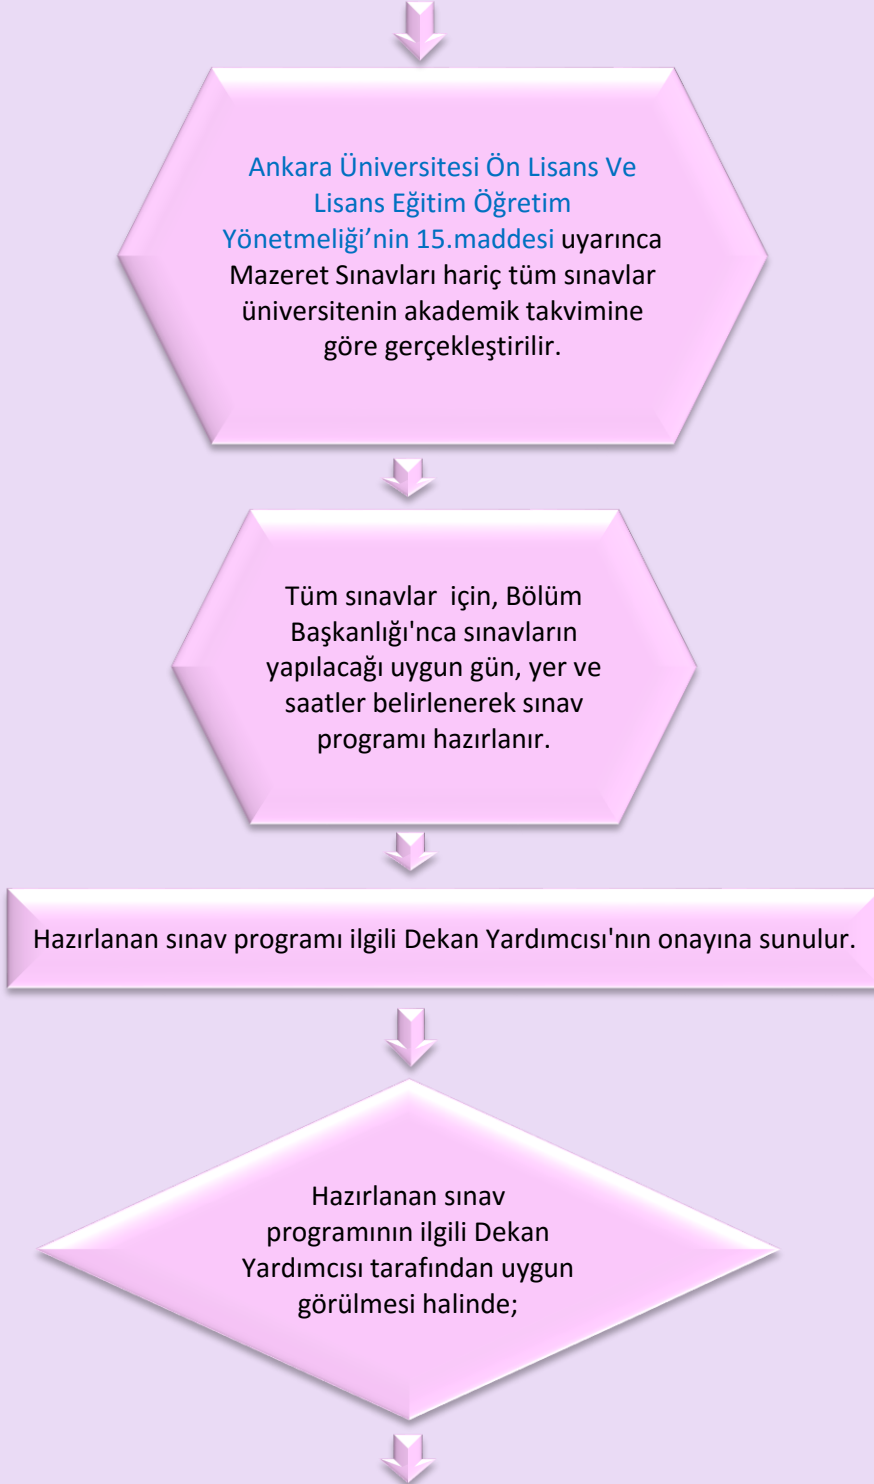 Ankara Üniversitesi Ön Lisans Ve
Lisans Eğitim Öğretim
Yönetmeliği’nin 15.maddesi uyarınca
Mazeret Sınavları hariç tüm sınavlar
üniversitenin akademik takvimine
göre gerçekleştirilir.
Tüm sınavlar  için, Bölüm
Başkanlığı'nca sınavların
yapılacağı uygun gün, yer ve
saatler belirlenerek sınav
programı hazırlanır.
Hazırlanan sınav programı ilgili Dekan Yardımcısı'nın onayına sunulur.
Hazırlanan sınav
programının ilgili Dekan
Yardımcısı tarafından uygun
görülmesi halinde;